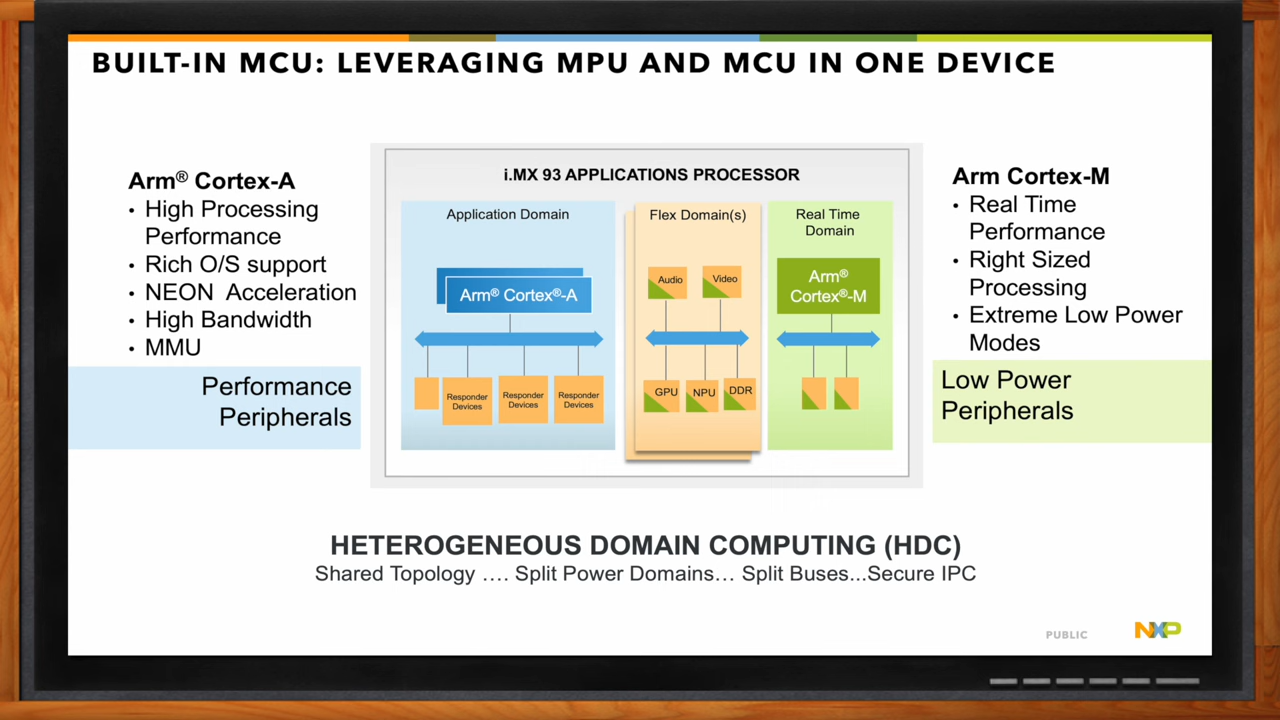 BUILT-IN MCU: LEVERAGING MPU AND MCU IN ONE DEVICE
Arm® Cortex-A
• High Processing
Performance
• Rich O/S support
• NEON Acceleration
• High Bandwidth
• MMU
Performance
Peripherals
i.MX 93 APPLICATIONS PROCESSOR
Application Domain
Arm® Cortex®-A
Responder
Devices
Responder
Devices
Responder
Devices
Flex Domain(s)
Audio
Video
GPU
NPU
DDR
Real Time
Domain
Arm®
Cortex®-M
Arm Cortex-M
• Real Time
Performance
• Right Sized
Processing
• Extreme Low Power
Modes
Low Power
Peripherals
HETEROGENEOUS DOMAIN COMPUTING (HDC)
Shared Topology …. Split Power Domains… Split Buses...Secure IPC
PUBLIC
NXP